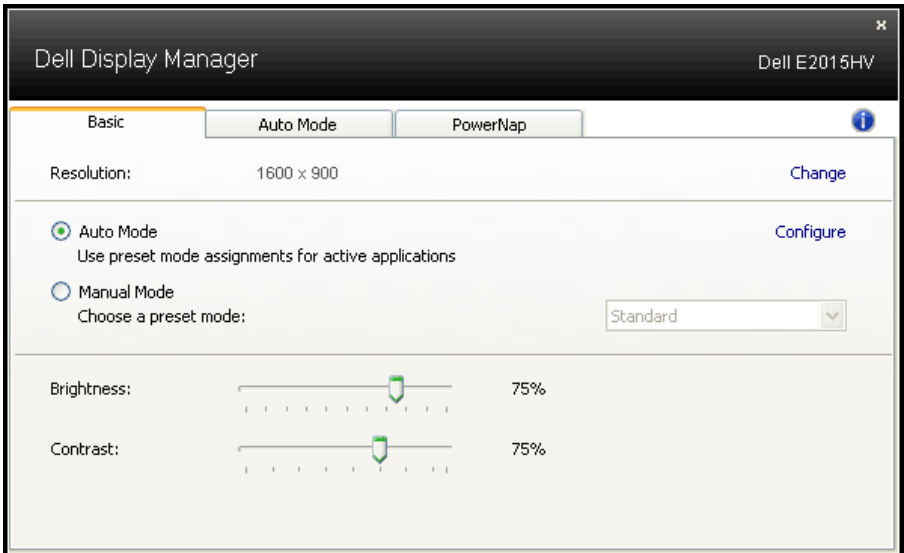 x
Dell Display Manager
Dell E2015HV
Basic
Auto Mode
PowerNap
i
Resolution:
1600 x 900
Change
Auto Mode
Configure
Use preset mode assignments for active applications
Manual Mode
Choose a preset mode:
Standard
Brightness:
75%
Contrast:
75%